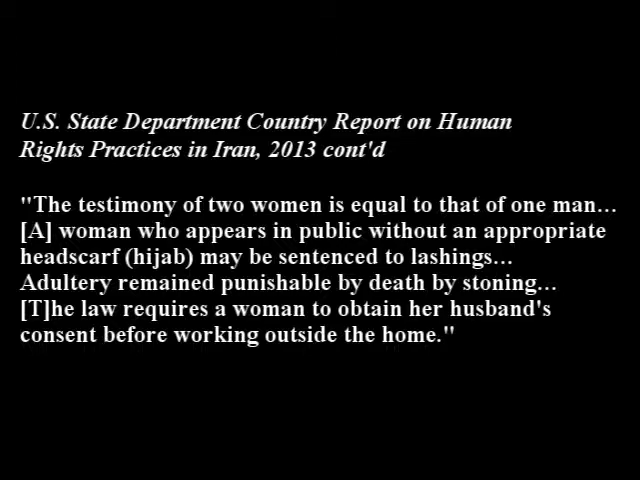 U.S. State Department Country Report on Human
Rights Practices in Iran, 2013 cont'd
"The testimony of two women is equal to that of one man...
[A] woman who appears in public without an appropriate
headscarf (hijab) may be sentenced to lashings...
Adultery remained punishable by death by stoning...
[T]he law requires a woman to obtain her husband's
consent before working outside the home."